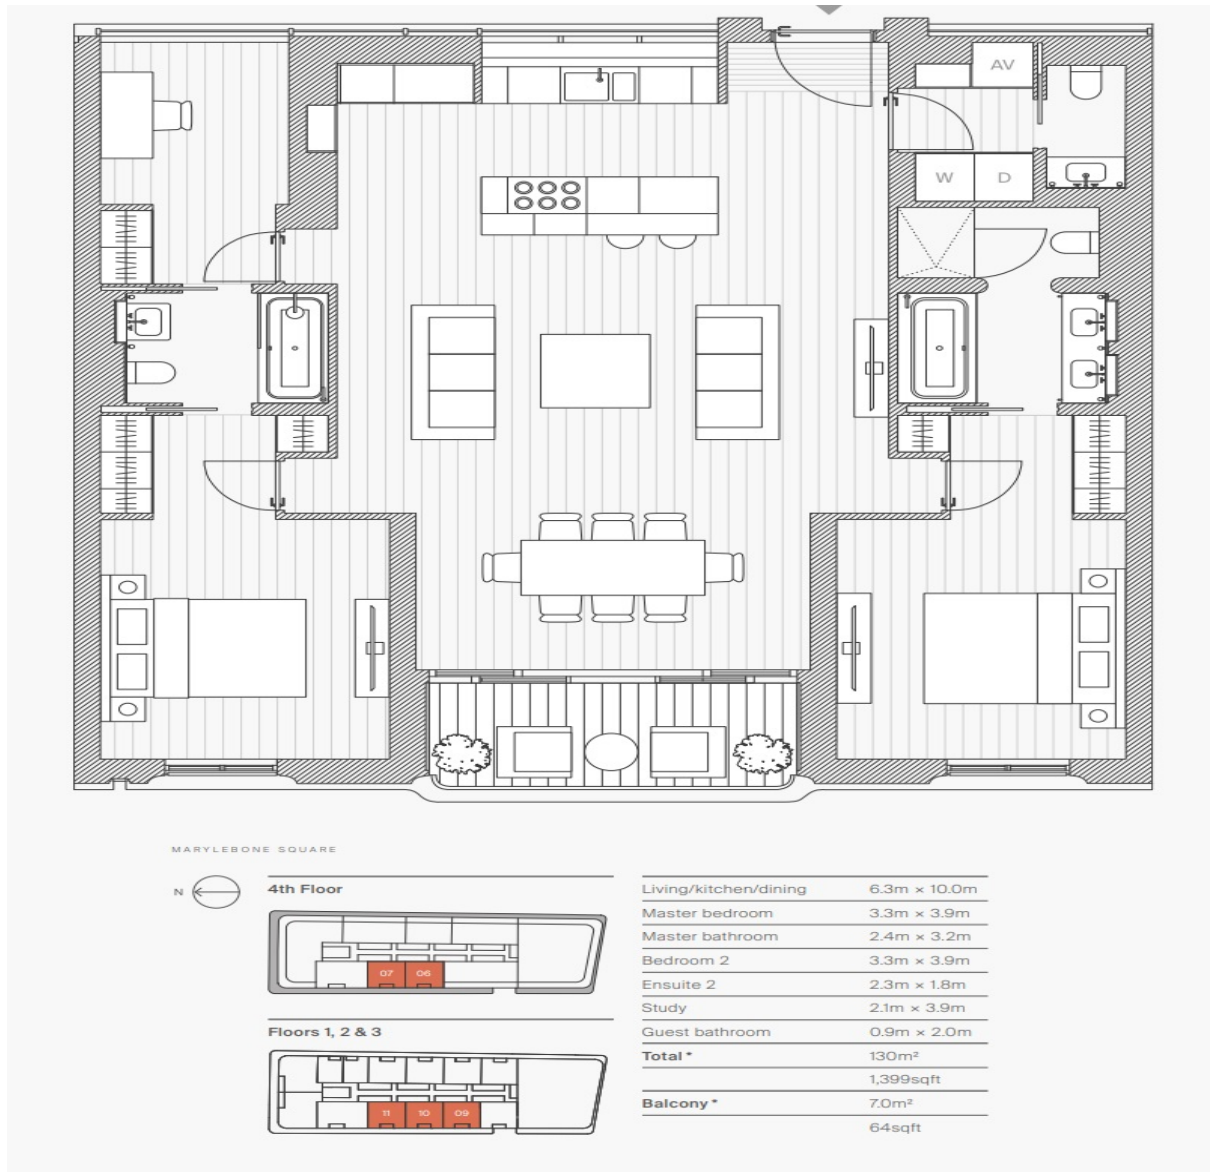 AV
W D
MARYLEBONE SQUARE
N
4th Floor
07 06
Floors 1, 2 & 3
11 10 09
Living/kitchen/dining 6.3m × 10.0m
Master bedroom 3.3m × 3.9m
Master bathroom 2.4m × 3.2m
Bedroom 2 3.3m × 3.9m
Ensuite 2 2.3m × 1.8m
Study 2.1m × 3.9m
Guest bathroom 0.9m × 2.0m
Total* 130m²
1,399sqft
Balcony* 7.0m²
64sqft